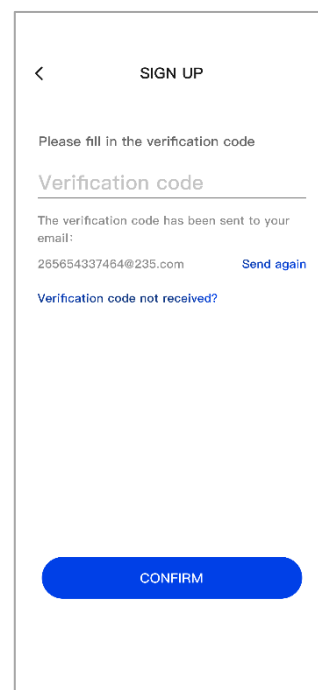 SIGN UP
Please fill in the verification code
Verification code
The verification code has been sent to your
email:
265654337464@235.com Send again
Verification code not received?
CONFIRM